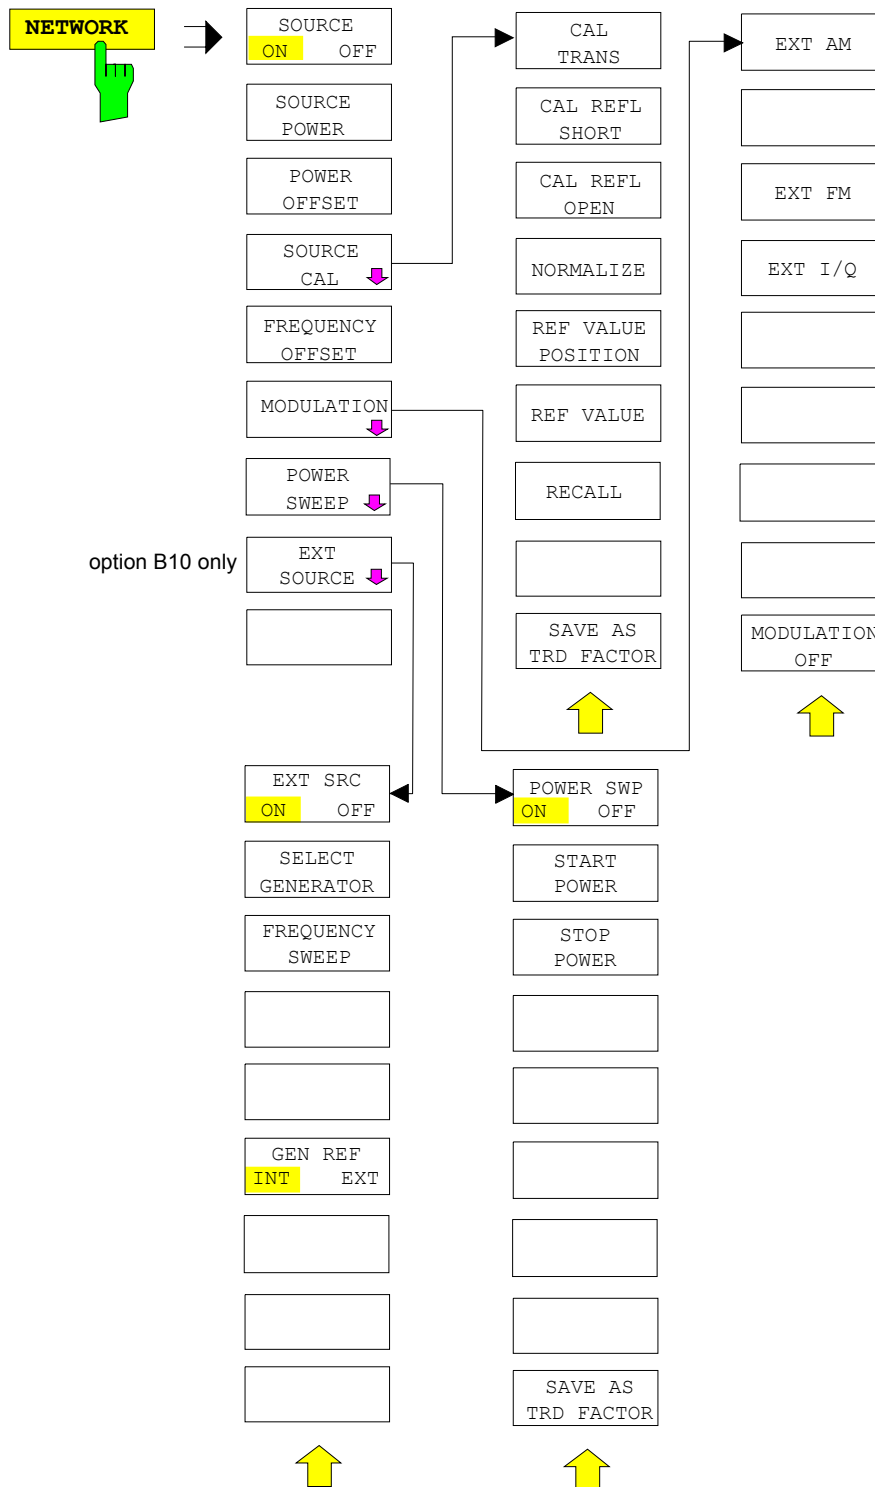 NETWORK
SOURCE
ON OFF
SOURCE
POWER
POWER
OFFSET
SOURCE
CAL
FREQUENCY
OFFSET
MODULATION
POWER
SWEEP
option B10 only
EXT
SOURCE
CAL
TRANS
CAL REFL
SHORT
CAL REFL
OPEN
NORMALIZE
REF VALUE
POSITION
REF VALUE
RECALL
SAVE AS
TRD FACTOR
EXT AM
EXT FM
EXT I/Q
MODULATION
OFF
EXT SRC
ON OFF
SELECT
GENERATOR
FREQUENCY
SWEEP
GEN REF
INT EXT
POWER SWP
ON OFF
START
POWER
STOP
POWER
SAVE AS
TRD FACTOR